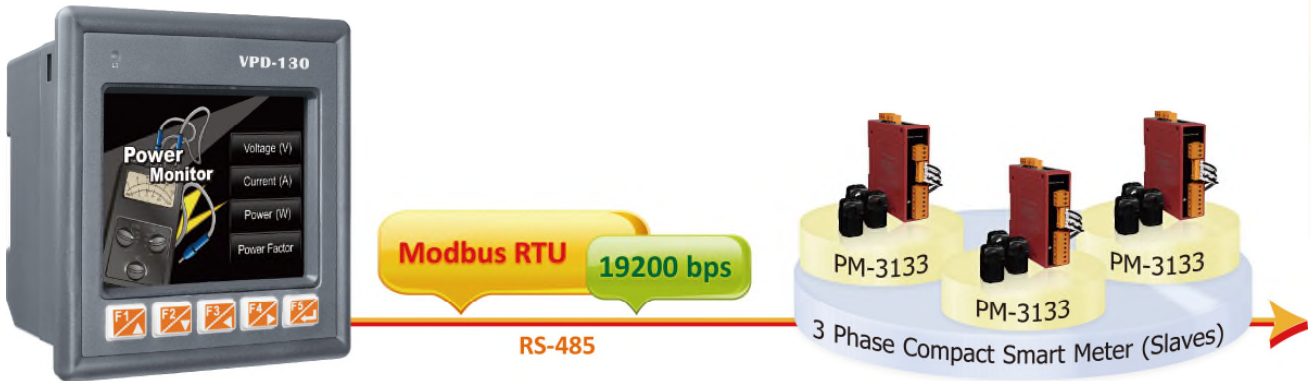 VPD-130
Power
Monitor
Voltage (V)
Current (A)
Power (W)
Power Factor
F1
F2
F3
F4
F5
Modbus RTU
19200 bps
RS-485
PM-3133
PM-3133
PM-3133
3 Phase Compact Smart Meter (Slaves)